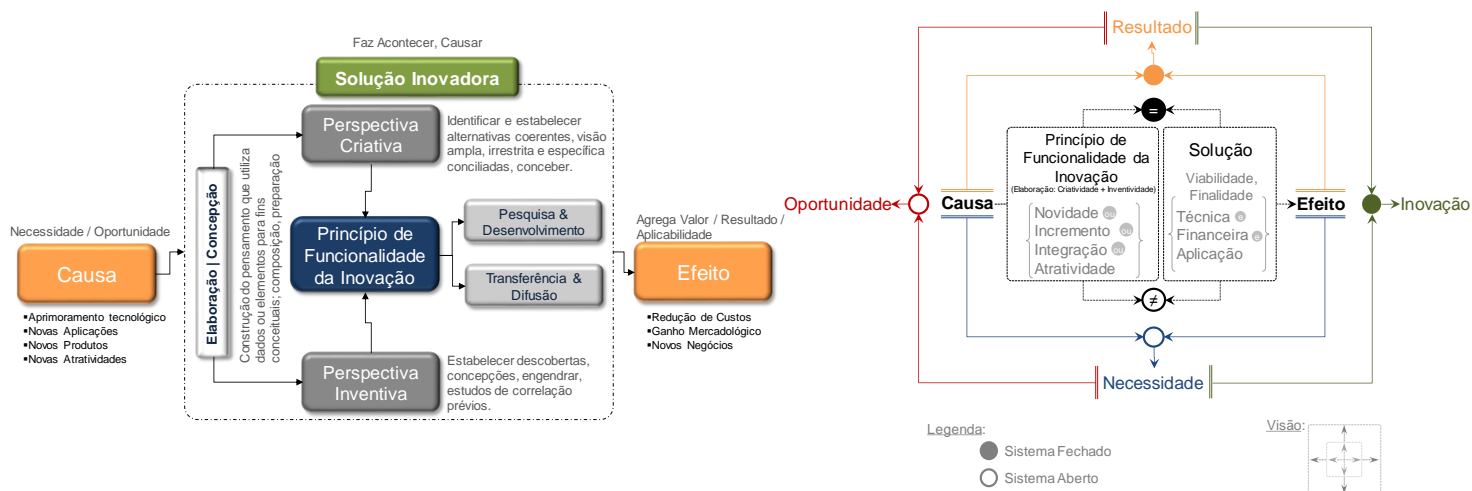 Faz Acontecer, Causar
Solução Inovadora
Perspectiva
Criativa
Identificar e estabelecer
alternativas coerentes, visão
ampla, irrestrita e específica
conciliadas, conceber.
Elaboração | Concepção
Construção do pensamento que utiliza
dados ou elementos para fins
conceituais; composição, preparação
Necessidade / Oportunidade
Causa
▪Aprimoramento tecnológico
▪Novas Aplicações
▪Novos Produtos
▪Novas Atratividades
Princípio de
Funcionalidade
da Inovação
Pesquisa &
Desenvolvimento
Transferência &
Difusão
Perspectiva
Inventiva
Estabelecer descobertas,
concepções, engendrar,
estudos de correlação
prévios.
Agrega Valor / Resultado /
Aplicabilidade
Efeito
▪Redução de Custos
▪Ganho Mercadológico
▪Novos Negócios
Resultado
=
Princípio de
Funcionalidade da
Inovação
(Elaboração: Criatividade + Inventividade)
Novidade ou
Incremento ou
Integração ou
Atratividade
Solução
Viabilidade,
Finalidade
Técnica e
Financeira e
Aplicação
Oportunidade
Causa
Efeito
Inovação
≠
Necessidade
Legenda:
Sistema Fechado
Sistema Aberto
Visão: